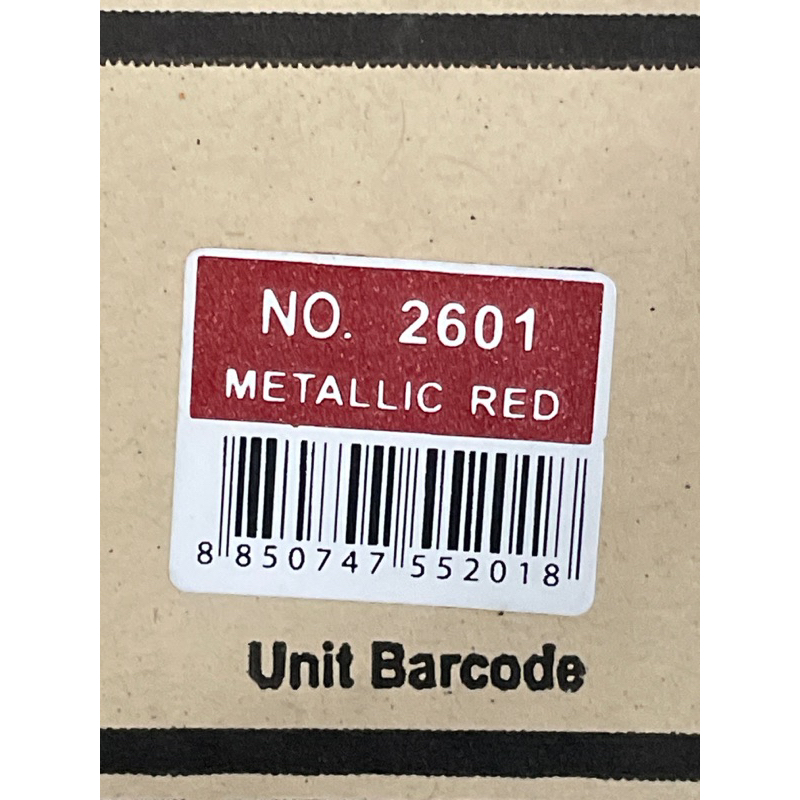 NO. 2601
METALLIC RED
8 850747 552018
Unit Barcode